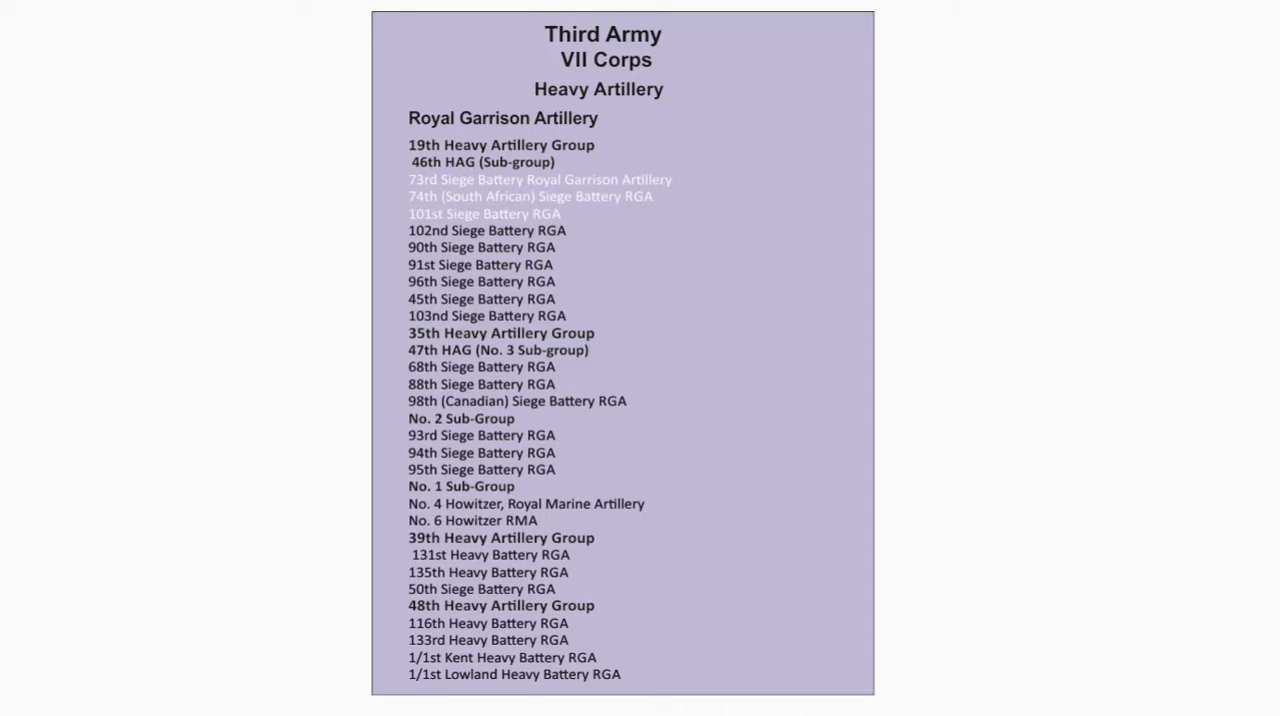 Third Army
VII Corps
Heavy Artillery
Royal Garrison Artillery
19th Heavy Artillery Group
46th HAG (Sub-group)
73rd Siege Battery Royal Garrison Artillery
74th (South African) Siege Battery RGA
101st Siege Battery RGA
102nd Siege Battery RGA
90th Siege Battery RGA
91st Siege Battery RGA
96th Siege Battery RGA
45th Siege Battery RGA
103nd Siege Battery RGA
35th Heavy Artillery Group
47th HAG (No. 3 Sub-group)
68th Siege Battery RGA
88th Siege Battery RGA
98th (Canadian) Siege Battery RGA
No. 2 Sub-Group
93rd Siege Battery RGA
94th Siege Battery RGA
95th Siege Battery RGA
No. 1 Sub-Group
No. 4 Howitzer, Royal Marine Artillery
No. 6 Howitzer RMA
39th Heavy Artillery Group
131st Heavy Battery RGA
135th Heavy Battery RGA
50th Siege Battery RGA
48th Heavy Artillery Group
116th Heavy Battery RGA
133rd Heavy Battery RGA
1/1st Kent Heavy Battery RGA
1/1st Lowland Heavy Battery RGA